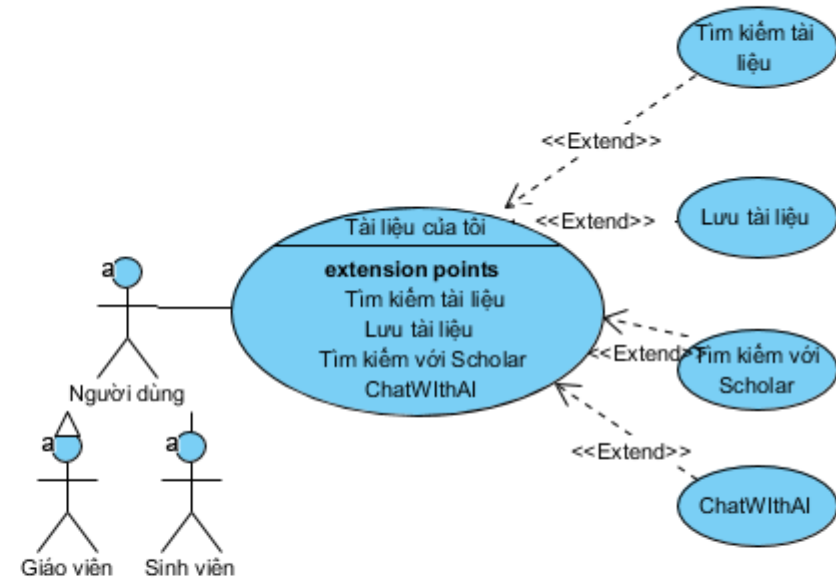 Tìm kiếm tài
liệu
<<Extend>>
Tài liệu của tôi
<<Extend>>
Lưu tài liệu
extension points
Tìm kiếm tài liệu
Lưu tài liệu
Tìm kiếm với Scholar
ChatWIthAI
<<Extend>>
Tìm kiếm với
Scholar
<<Extend>>
ChatWIthAI
a
Người dùng
a
a
Giáo viên
Sinh viên